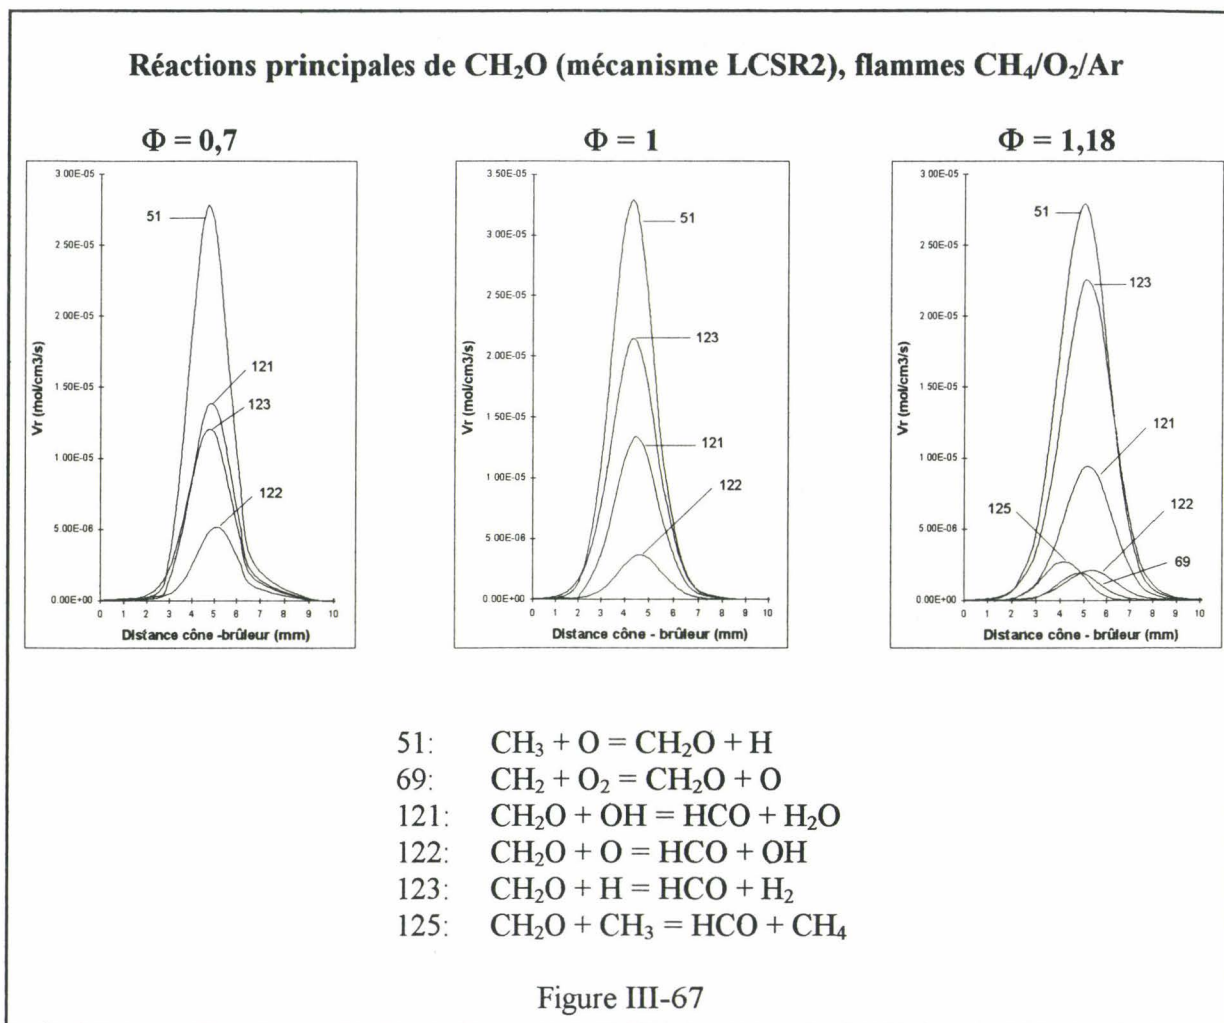 Réactions principales de CH₂O (mécanisme LCSR2), flammes CH₄/O₂/Ar
Φ = 0,7
3 00E-05
2 50E-05
2 00E-05
1 50E-05
1 00E-05
5 00E-06
0 00E+00
Vr (mol/cm3/s)
51
121
123
122
0 1 2 3 4 5 6 7 8 9 10
Distance cône -brûleur (mm)
Φ = 1
3.50E-05
3 00E-05
2 50E-05
2 00E-05
1 50E-05
1 00E-05
5 00E-06
0 00E+00
Vr (mol/cm3/s)
51
123
121
122
0 1 2 3 4 5 6 7 8 9 10
Distance cône - brûleur (mm)
Φ = 1,18
3 00E-05
2 50E-05
2 00E-05
1 50E-05
1 00E-05
5 00E-06
0 00E+00
Vr (mol/cm3/s)
51
123
121
125
122
69
0 1 2 3 4 5 6 7 8 9 10
Distance cône - brûleur (mm)
51: CH₃ + O = CH₂O + H
69: CH₂ + O₂ = CH₂O + O
121: CH₂O + OH = HCO + H₂O
122: CH₂O + O = HCO + OH
123: CH₂O + H = HCO + H₂
125: CH₂O + CH₃ = HCO + CH₄
Figure III-67